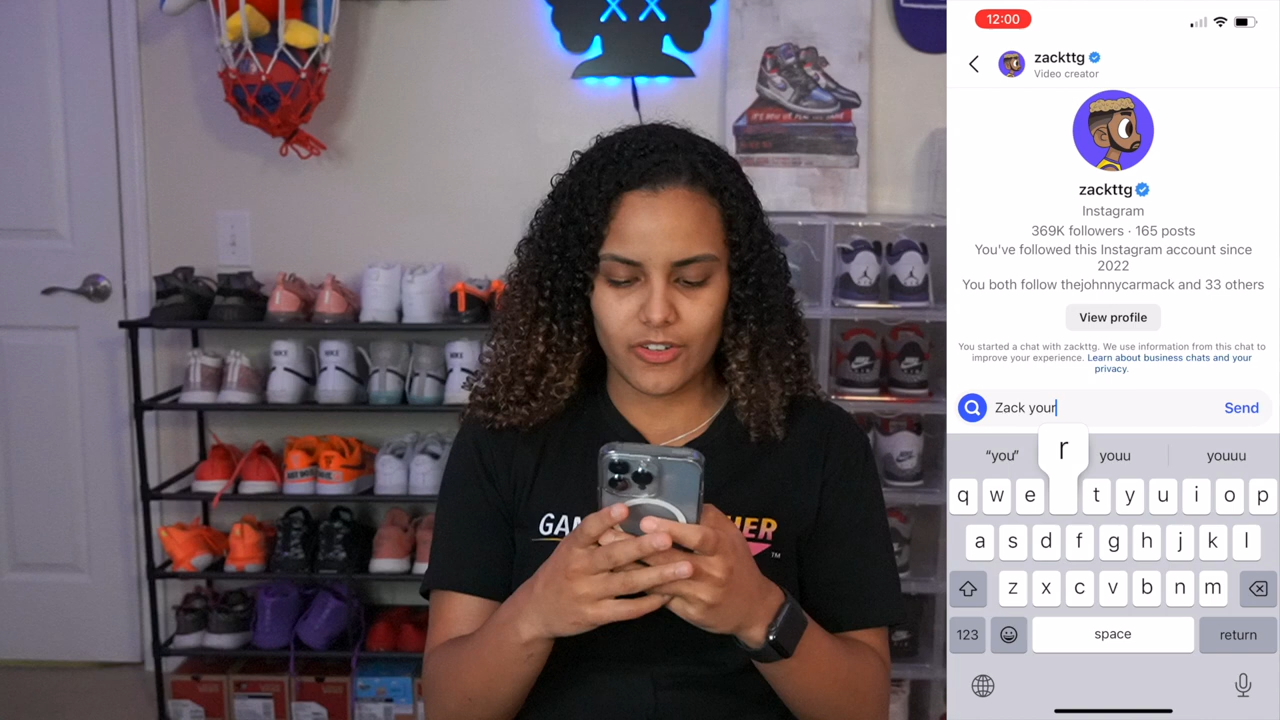 12:00
zackttg
Video creator
zackttg
Instagram
369K followers · 165 posts
You've followed this Instagram account since
2022
You both follow thejohnnycarmack and 33 others
View profile
You started a chat with zackttg. We use information from this chat to
improve your experience. Learn about business chats and your
privacy.
Zack your
Send
“you”
youu
youuu
r
q w e t y u i o p
a s d f g h j k l
z x c v b n m
123
space
return
NIKE
NIKE
TM